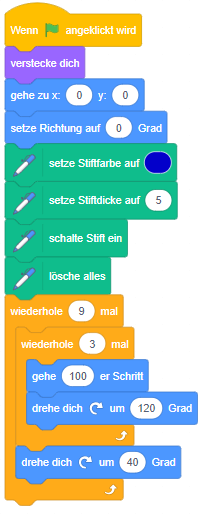 Wenn angeklickt wird
verstecke dich
gehe zu x: 0 y: 0
setze Richtung auf 0 Grad
setze Stiftfarbe auf
setze Stiftdicke auf 5
schalte Stift ein
lösche alles
wiederhole 9 mal
wiederhole 3 mal
gehe 100 er Schritt
drehe dich um 120 Grad
drehe dich um 40 Grad